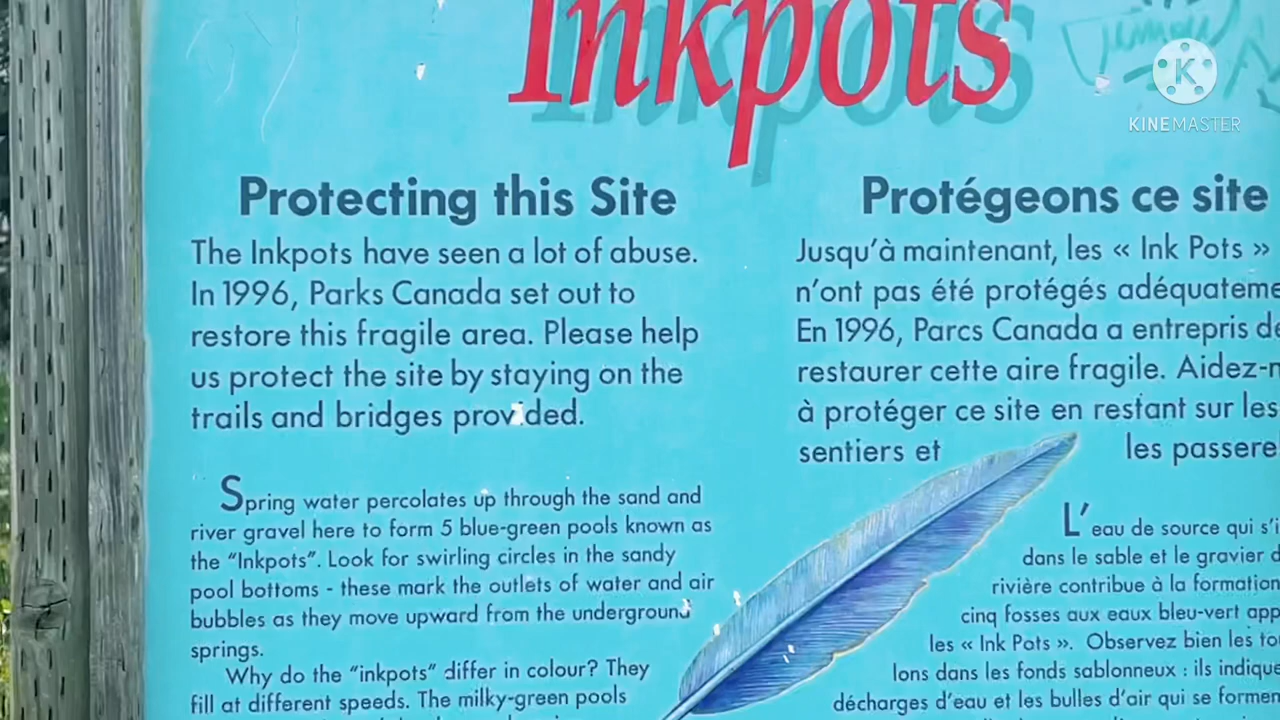 Inkpots
KINEMASTER
Protecting this Site
The Inkpots have seen a lot of abuse.
In 1996, Parks Canada set out to
restore this fragile area. Please help
us protect the site by staying on the
trails and bridges provided.
Spring water percolates up through the sand and
river gravel here to form 5 blue-green pools known as
the “Inkpots”. Look for swirling circles in the sandy
pool bottoms - these mark the outlets of water and air
bubbles as they move upward from the underground
springs.
Why do the “inkpots” differ in colour? They
fill at different speeds. The milky-green pools
Protégeons ce site
Jusqu’à maintenant, les « Ink Pots »
n’ont pas été protégés
En 1996, Parcs Canada a entrepris
restaurer cette aire fragile.
à protéger ce site en restant sur les
sentiers et les
L’eau de source qui
dans le sable et le gravier
rivière contribue à la formation
cinq fosses aux eaux bleu-vert
les « Ink Pots ». Observez bien les
lons dans les fonds sablonneux : ils
décharges d’eau et les bulles d’air qui se